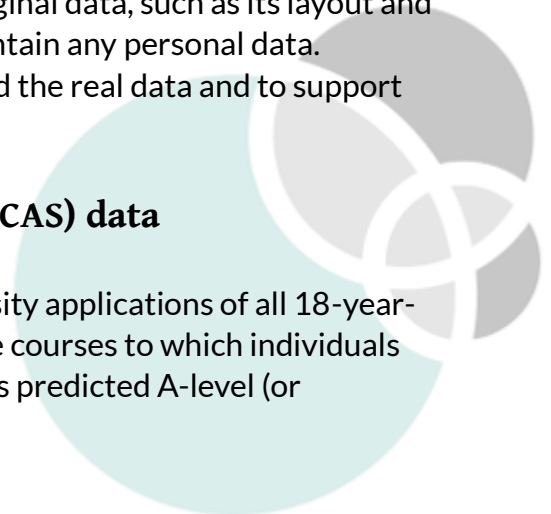 ginal data, such as its layout and
ntain any personal data.
d the real data and to support
CAS) data
sity applications of all 18-year-
e courses to which individuals
s predicted A-level (or